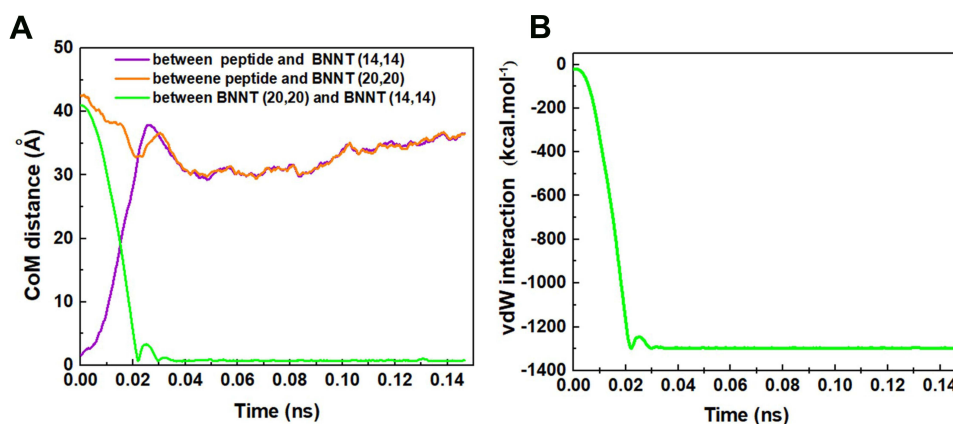 A
50
40
30
20
10
0
CoM distance (Å)
between peptide and BNNT (14,14)
betweene peptide and BNNT (20,20)
between BNNT (20,20) and BNNT (14,14)
0.00 0.02 0.04 0.06 0.08 0.10 0.12 0.14
Time (ns)
B
0
-200
-400
-600
-800
-1000
-1200
-1400
vdW interaction (kcal.mol⁻¹)
0.00 0.02 0.04 0.06 0.08 0.10 0.12 0.14
Time (ns)